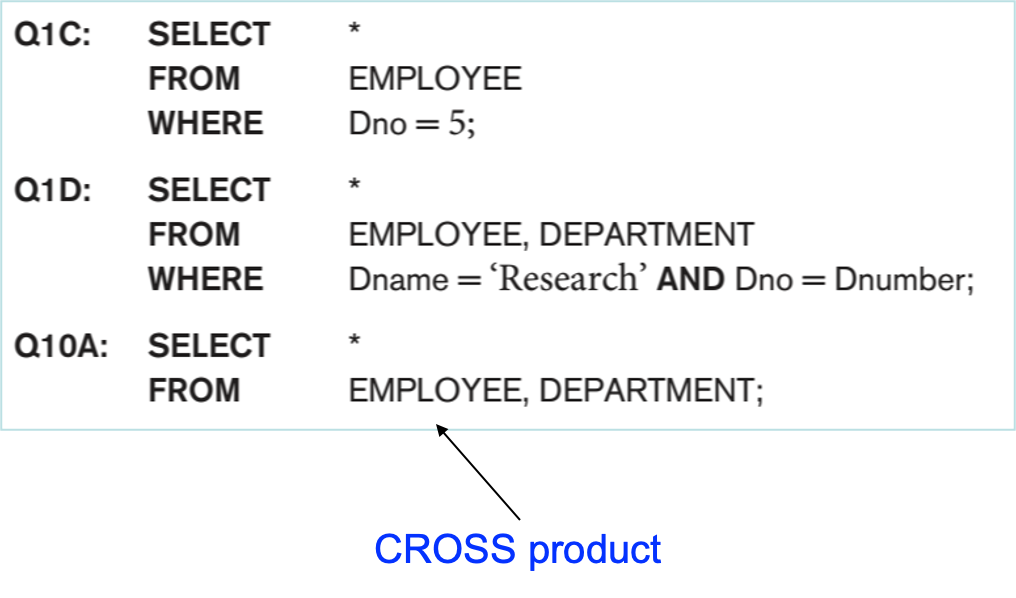 Q1C: SELECT *
FROM EMPLOYEE
WHERE Dno = 5;
Q1D: SELECT *
FROM EMPLOYEE, DEPARTMENT
WHERE Dname = ‘Research’ AND Dno = Dnumber;
Q10A: SELECT *
FROM EMPLOYEE, DEPARTMENT;
CROSS product